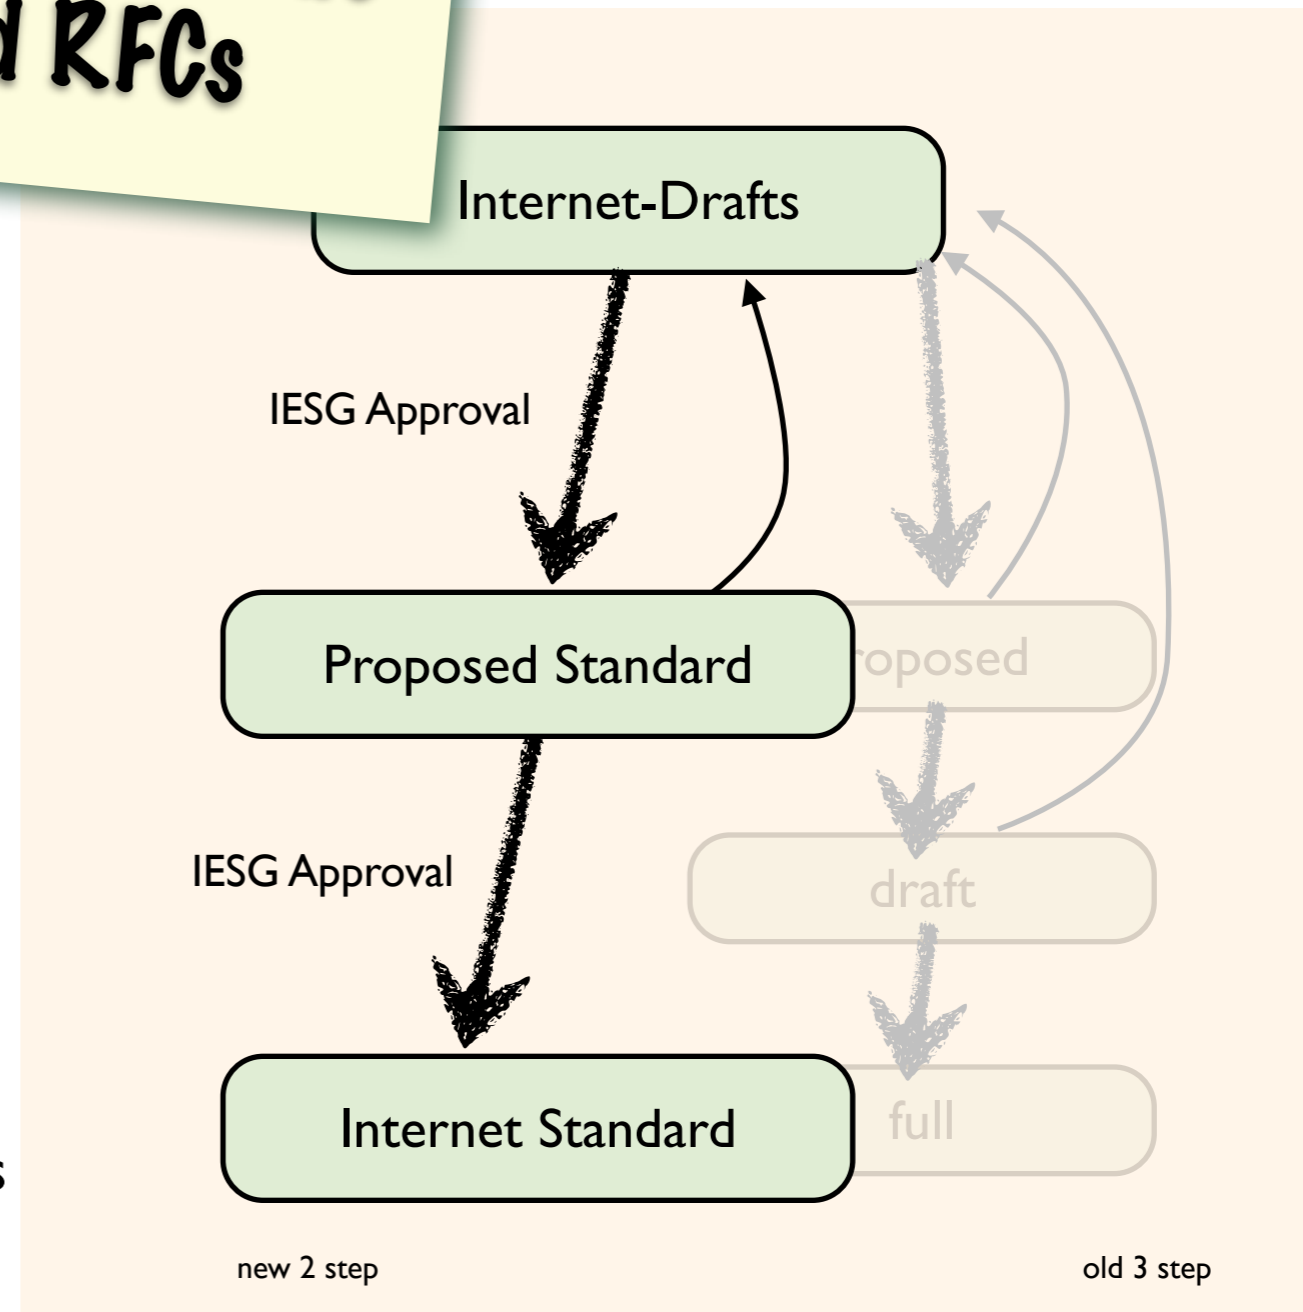 RFCs
Internet-Drafts
IESG Approval
Proposed Standard
roposed
IESG Approval
draft
Internet Standard
full
s
new 2 step
old 3 step